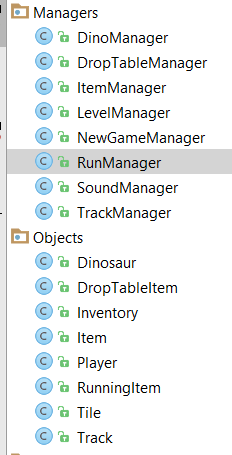 Managers
DinoManager
DropTableManager
ItemManager
LevelManager
NewGameManager
RunManager
SoundManager
TrackManager
Objects
Dinosaur
DropTableItem
Inventory
Item
Player
RunningItem
Tile
Track